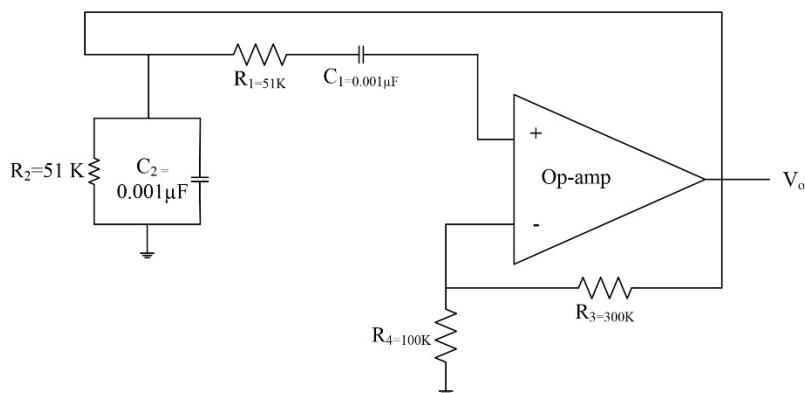 R₁₌₅₁ₖ
C₁₌₀.₀₀₁μF
R₂=51 K
C₂ =
0.001μF
+
Op-amp
Vₒ
-
R₃₌₃₀₀ₖ
R₄₌₁₀₀ₖ